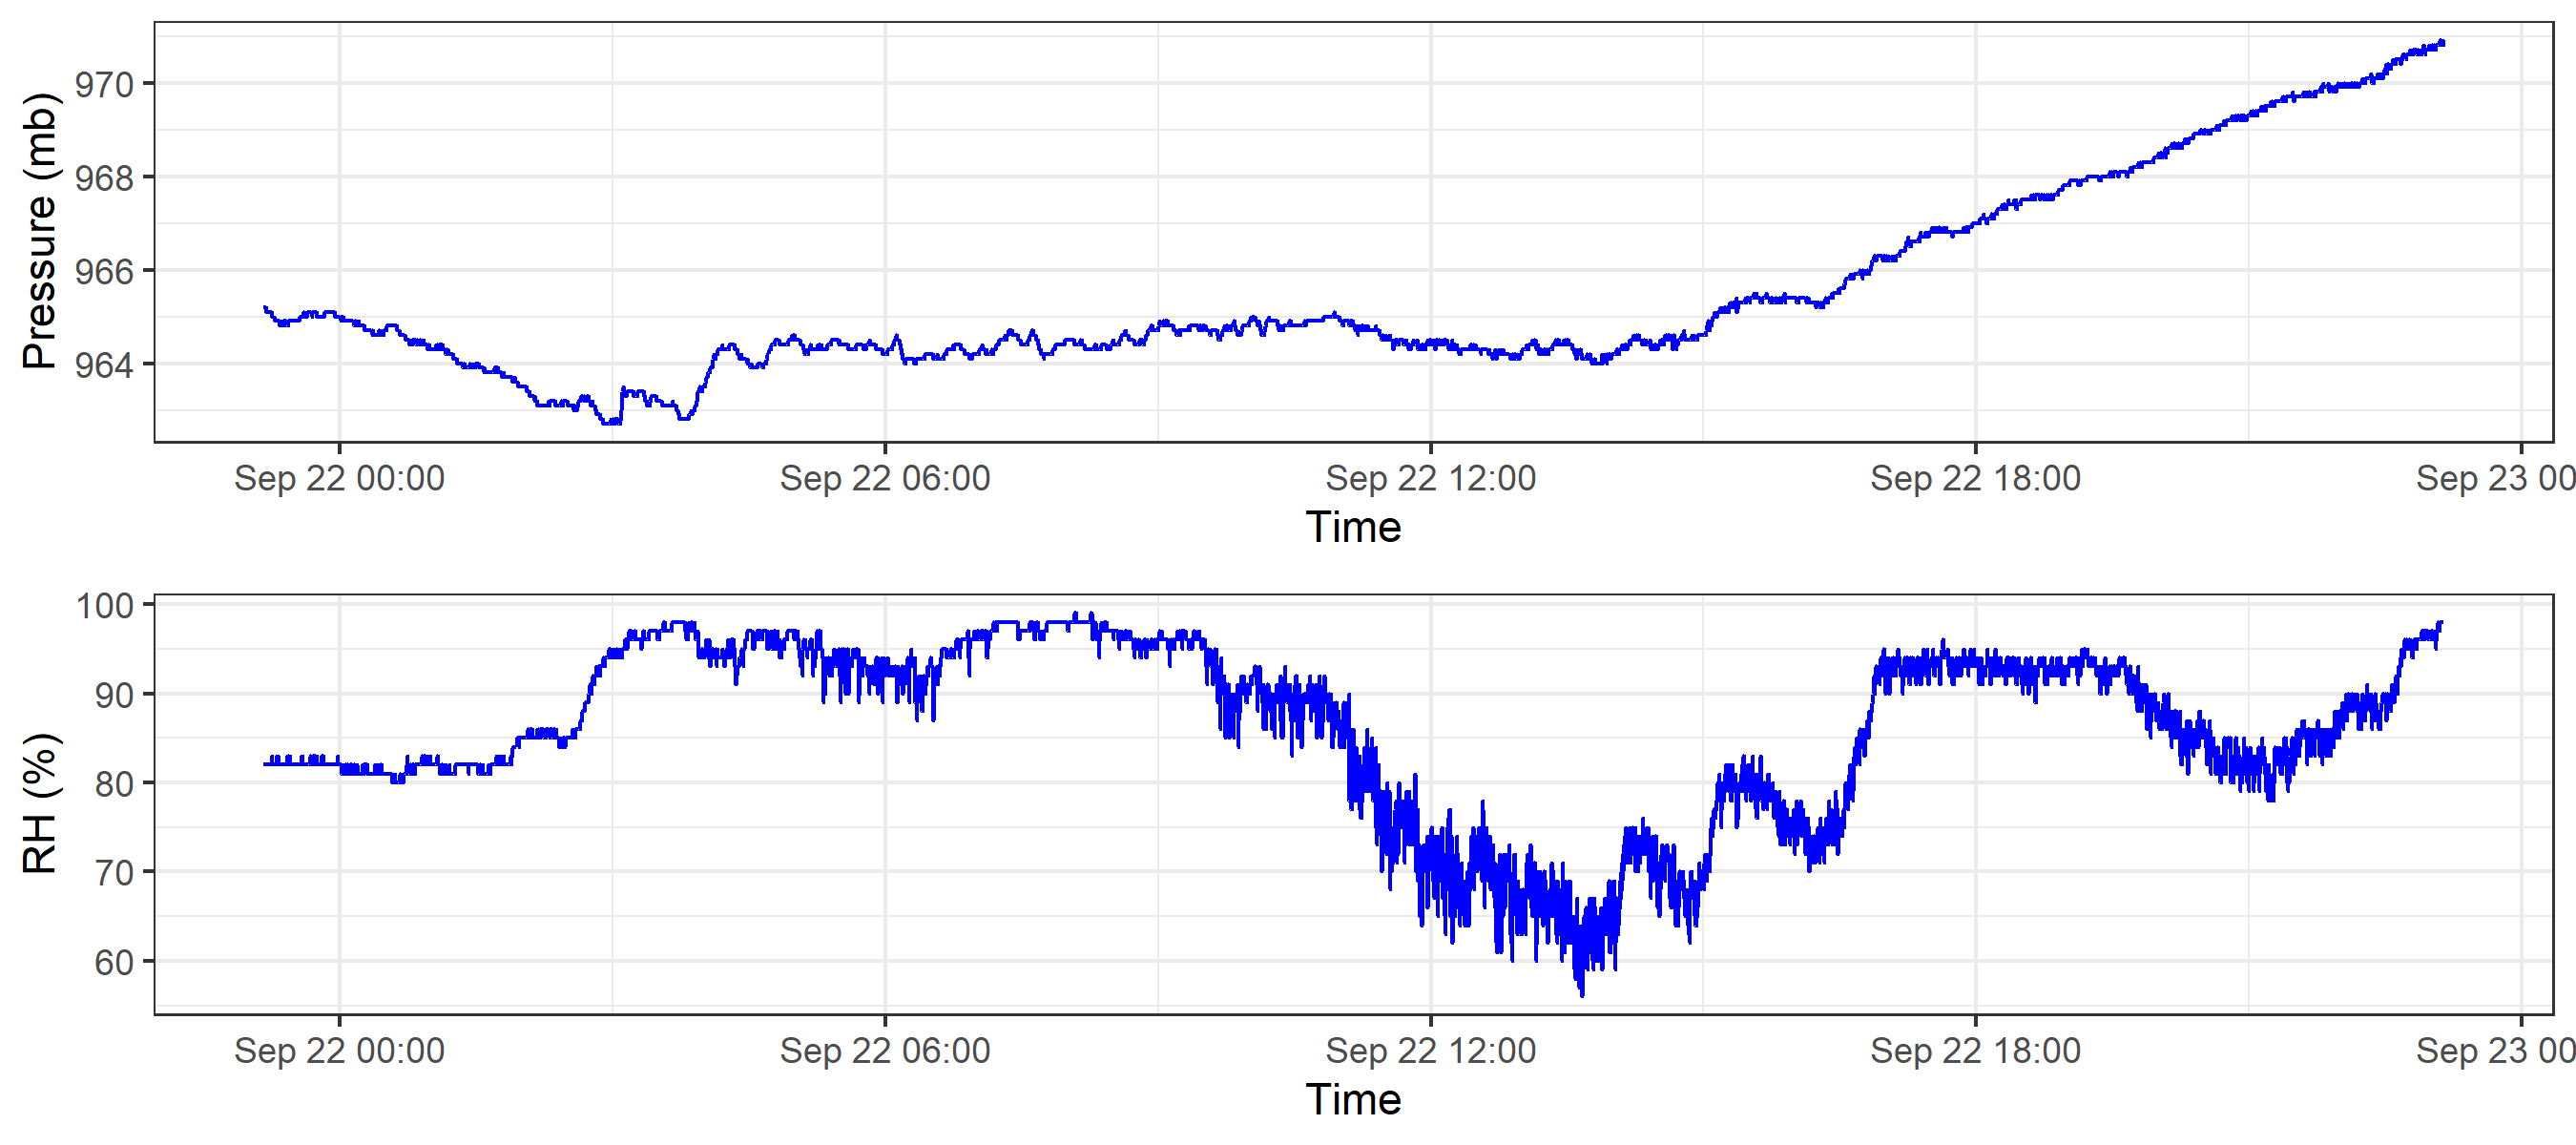 Pressure (mb)
970
968
966
964
Sep 22 00:00
Sep 22 06:00
Sep 22 12:00
Sep 22 18:00
Sep 23 00
Time
RH (%)
100
90
80
70
60
Sep 22 00:00
Sep 22 06:00
Sep 22 12:00
Sep 22 18:00
Sep 23 00
Time